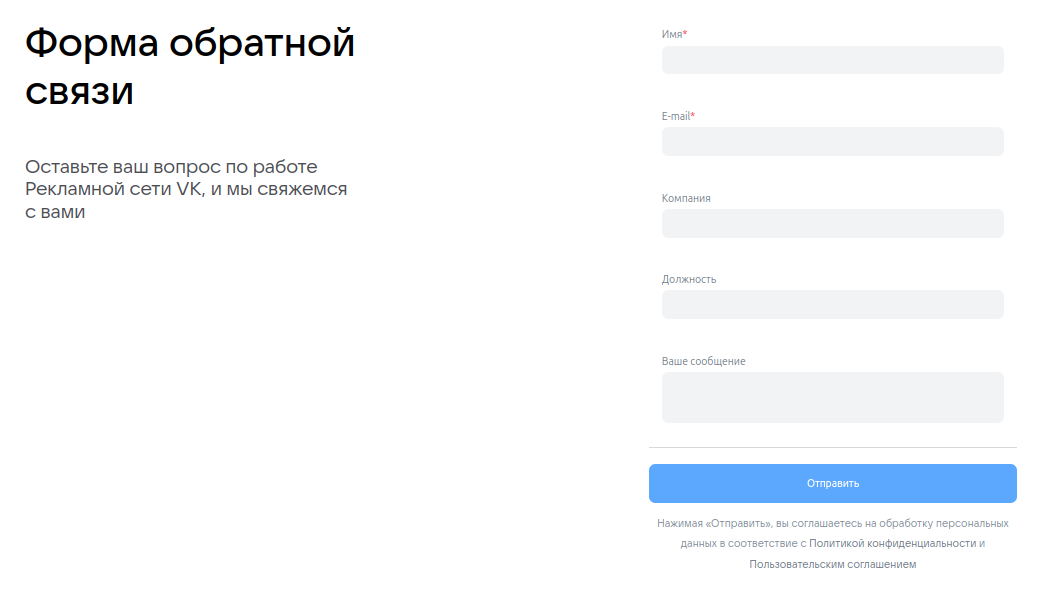 Форма обратной
связи
Оставьте ваш вопрос по работе
Рекламной сети VK, и мы свяжемся
с вами
Имя*
E-mail*
Компания
Должность
Ваше сообщение
Отправить
Нажимая «Отправить», вы соглашаетесь на обработку персональных
данных в соответствие с Политикой конфиденциальности и
Пользовательским соглашением